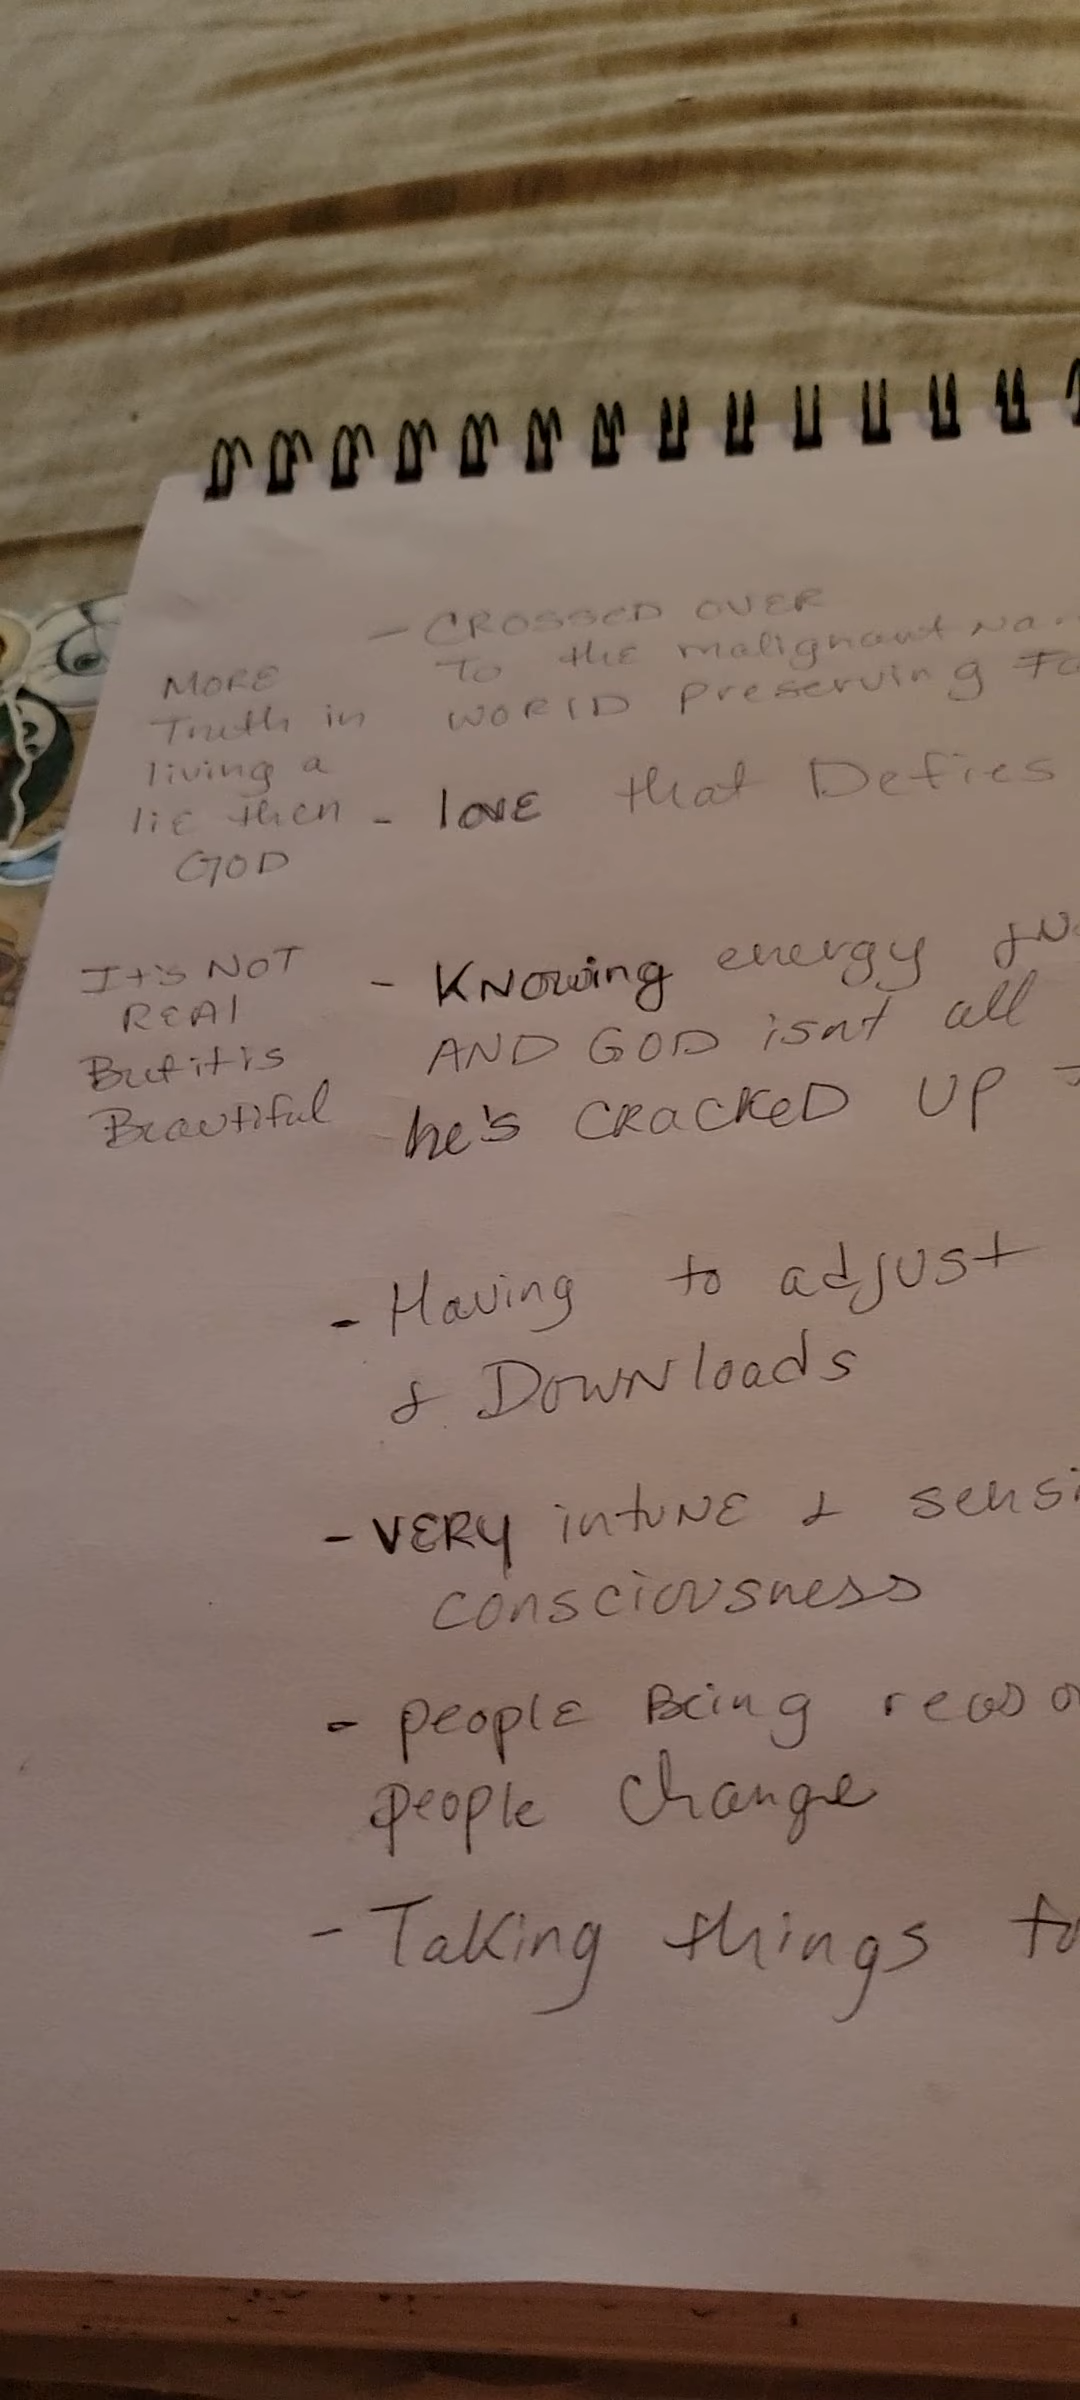 MORE
Truth in
living a
lie then
GOD
It's NOT
REAl
But it is
Beautiful
- CROSSED OVER
To the malignant
WORlD preserving
- lOVE that Defies
- KNOwing energy
AND GOD isnt all
he's CRACKeD UP
- Having to adjust
& DOWNloads
- VERY intuNE &
consciousness
- peoplE Being
people change
- Taking things